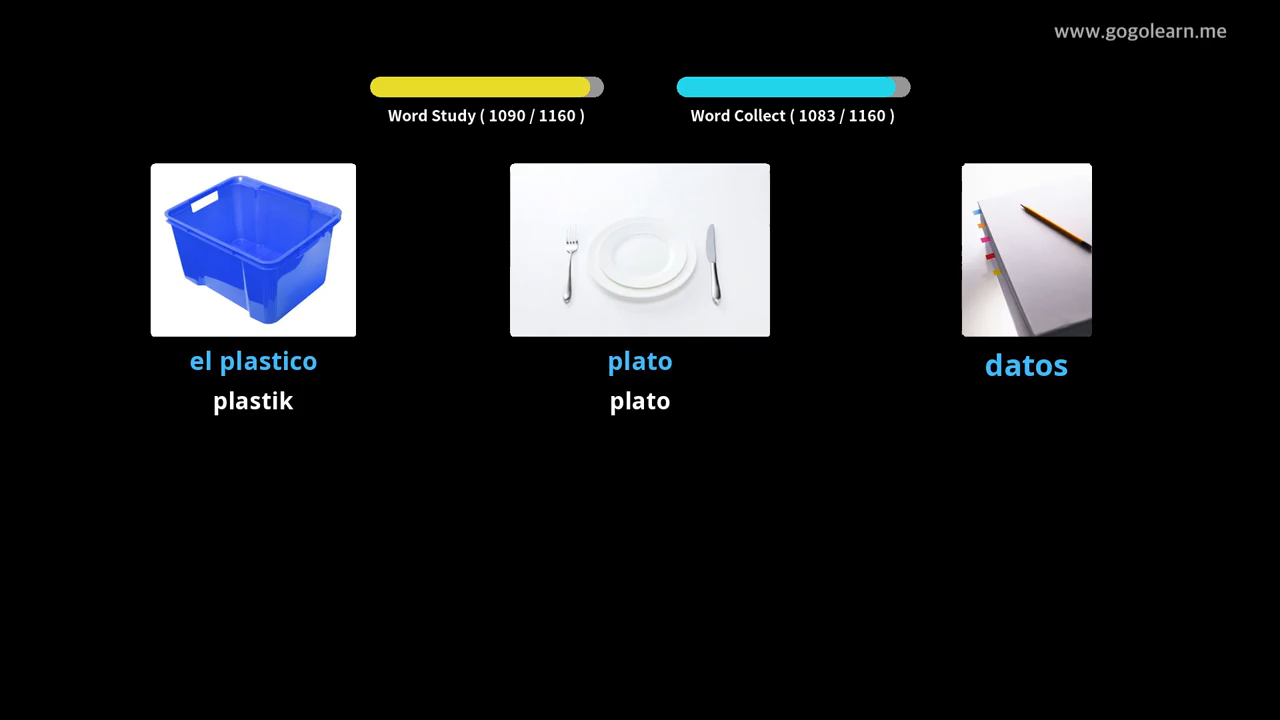 www.gogolearn.me
Word Study ( 1090 / 1160 )
Word Collect ( 1083 / 1160 )
el plastico
plato
datos
plastik
plato